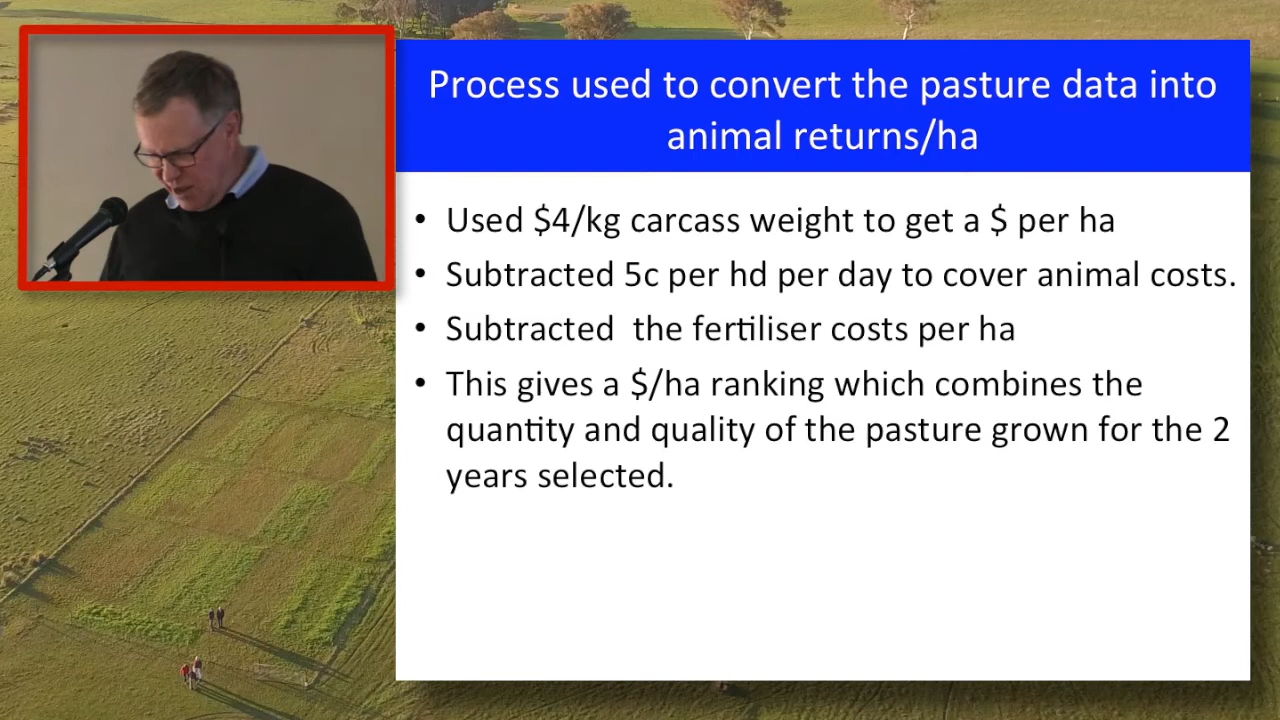 Process used to convert the pasture data into
animal returns/ha
• Used $4/kg carcass weight to get a $ per ha
• Subtracted 5c per hd per day to cover animal costs.
• Subtracted  the fertiliser costs per ha
• This gives a $/ha ranking which combines the
quantity and quality of the pasture grown for the 2
years selected.